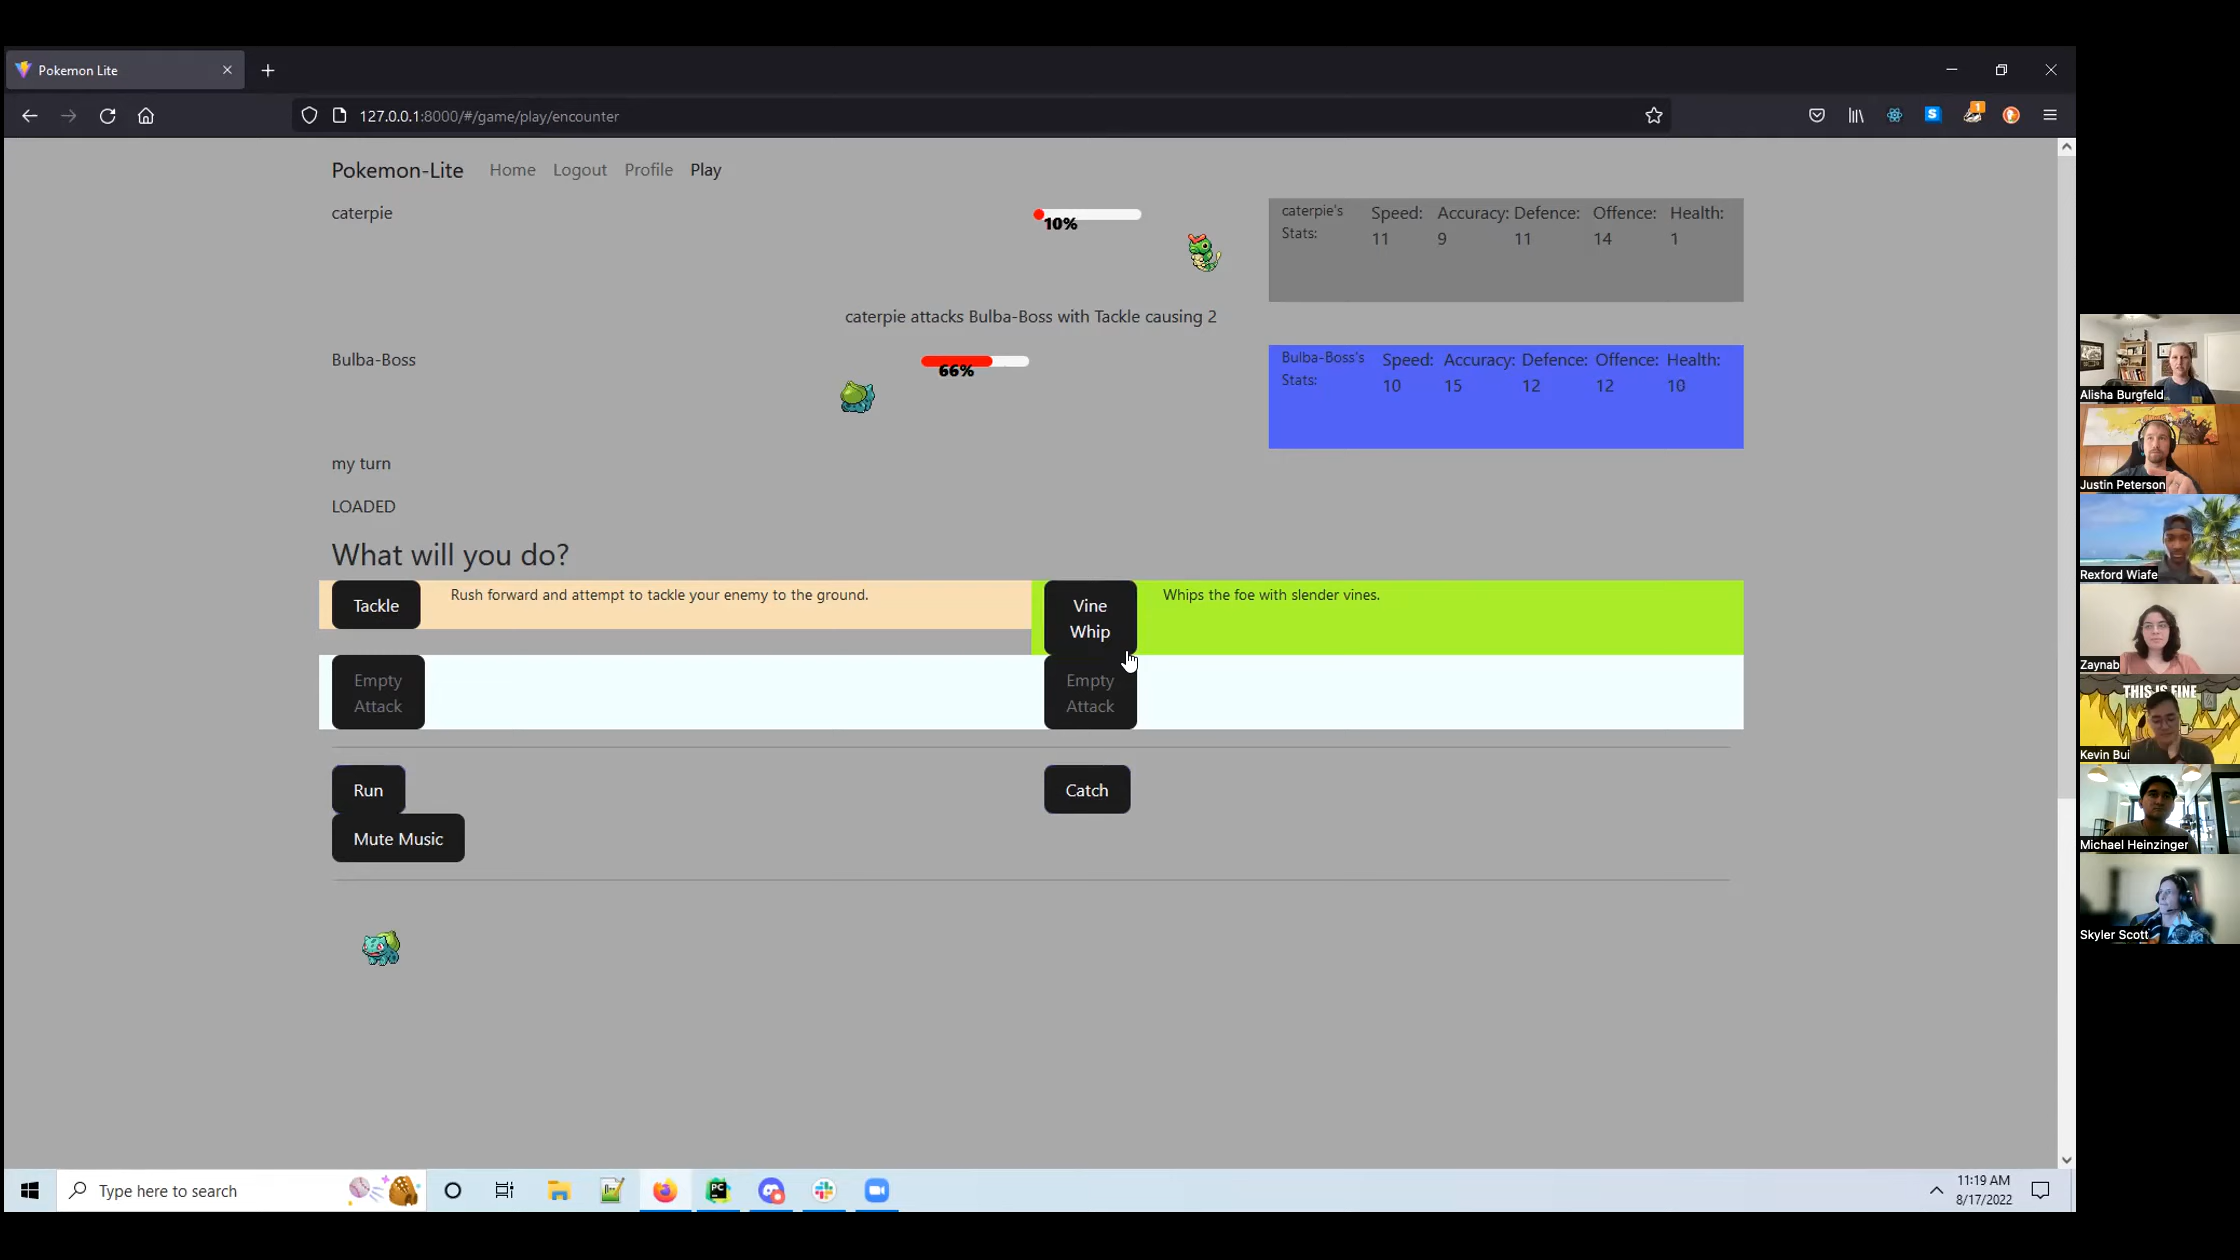 Pokemon Lite
127.0.0.1:8000/#/game/play/encounter
1
S
Pokemon-Lite Home Logout Profile Play
caterpie
10%
caterpie's Stats:
Speed: Accuracy: Defence: Offence: Health:
11 9 11 14 1
caterpie attacks Bulba-Boss with Tackle causing 2
Bulba-Boss
66%
Bulba-Boss's Stats:
Speed: Accuracy: Defence: Offence: Health:
10 15 12 12 10
my turn
LOADED
What will you do?
Tackle
Rush forward and attempt to tackle your enemy to the ground.
Vine
Whip
Whips the foe with slender vines.
Empty
Attack
Empty
Attack
Run
Catch
Mute Music
Alisha Burgfeld
Justin Peterson
Rexford Wiafe
Zaynab
THIS IS FINE
Kevin Bui
Michael Heinzinger
Skyler Scott
Type here to search
PC
11:19 AM
8/17/2022